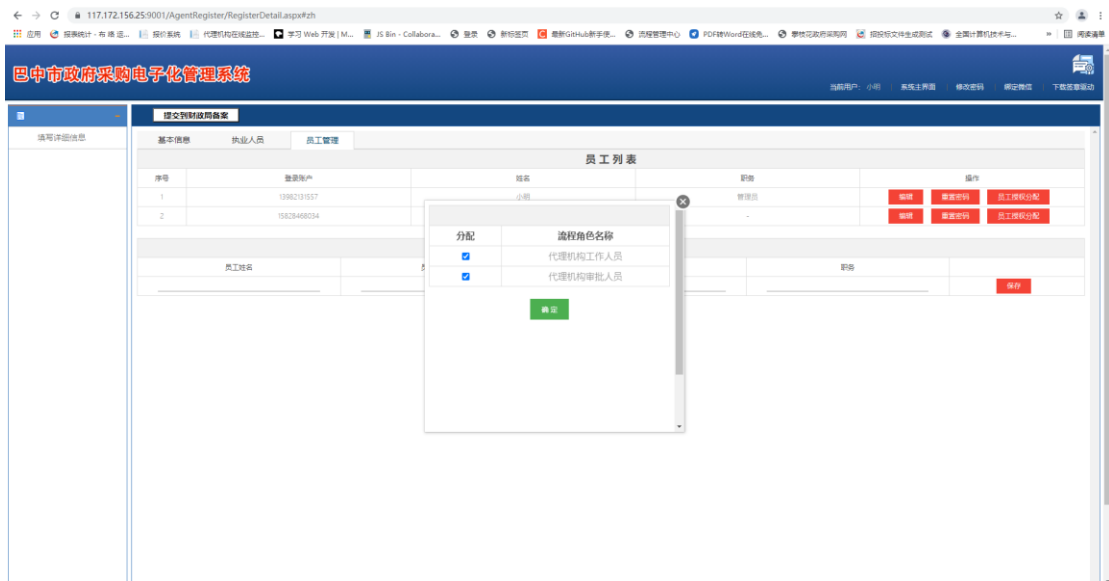 117.172.156.25:9001/AgentRegister/RegisterDetail.aspx#zh
应用 报表统计 - 布 报价系统 代理机构在线监控... 学习 Web 开发 | M... JS Bin - Collabora... 登录 新标签页 最新GitHub新手使... 流程管理中心 PDF转Word在线免... 攀枝花政府采购网 招投标文件生成测试 全国计算机技术与... » 阅读清单
巴中市政府采购电子化管理系统
当前用户: 小明 系统主界面 修改密码 绑定微信 下载签章驱动
提交到财政局备案
填写详细信息
基本信息 执业人员 员工管理
员工列表
序号 登录账户 姓名 职务 操作
1 13982131557 小明 管理员 编辑 重置密码 员工授权分配
2 15828468034 - 编辑 重置密码 员工授权分配
员工姓名 职务
保存
分配 流程角色名称
代理机构工作人员
代理机构审批人员
确定